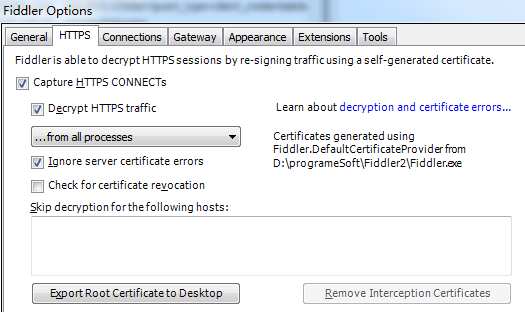 Fiddler Options
General HTTPS Connections Gateway Appearance Extensions Tools
Fiddler is able to decrypt HTTPS sessions by re-signing traffic using a self-generated certificate.
Capture HTTPS CONNECTs
Decrypt HTTPS traffic
Learn about decryption and certificate errors...
...from all processes
Certificates generated using
Fiddler.DefaultCertificateProvider from
D:\programeSoft\Fiddler2\Fiddler.exe
Ignore server certificate errors
Check for certificate revocation
Skip decryption for the following hosts:
Export Root Certificate to Desktop
Remove Interception Certificates